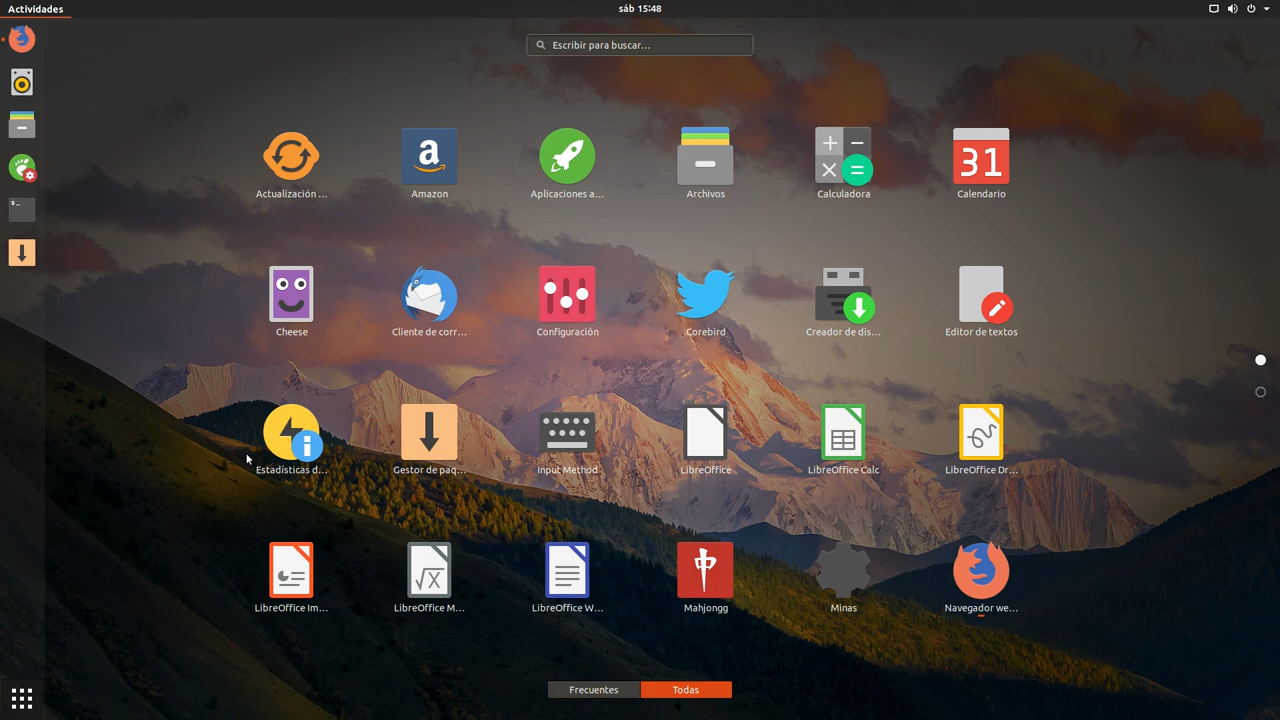 Actividades
sáb 15:48
Escribir para buscar...
Actualización ...
Amazon
Aplicaciones a...
Archivos
Calculadora
31
Calendario
Cheese
Cliente de corr...
Configuración
Corebird
Creador de dis...
Editor de textos
Estadísticas d...
Gestor de paq...
Input Method
LibreOffice
LibreOffice Calc
LibreOffice Dr...
LibreOffice Im...
LibreOffice M...
LibreOffice W...
Mahjongg
Minas
Navegador we...
Frecuentes
Todas